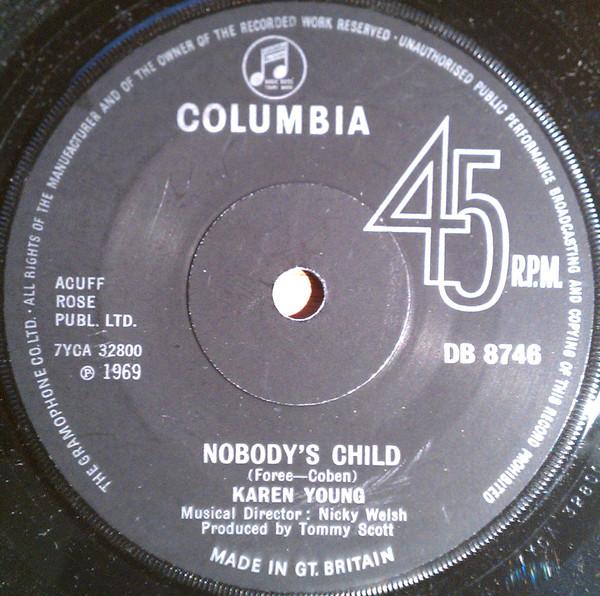 THE GRAMOPHONE CO.LTD. · ALL RIGHTS OF THE MANUFACTURER AND OF THE OWNER OF THE RECORDED WORK RESERVED · UNAUTHORISED PUBLIC PERFORMANCE BROADCASTING AND COPYING OF THIS RECORD PROHIBITED
COLUMBIA
45 R.P.M.
ACUFF
ROSE
PUBL. LTD.
7YCA 32800
℗ 1969
DB 8746
NOBODY'S CHILD
(Foree—Coben)
KAREN YOUNG
Musical Director: Nicky Welsh
Produced by Tommy Scott
MADE IN GT. BRITAIN